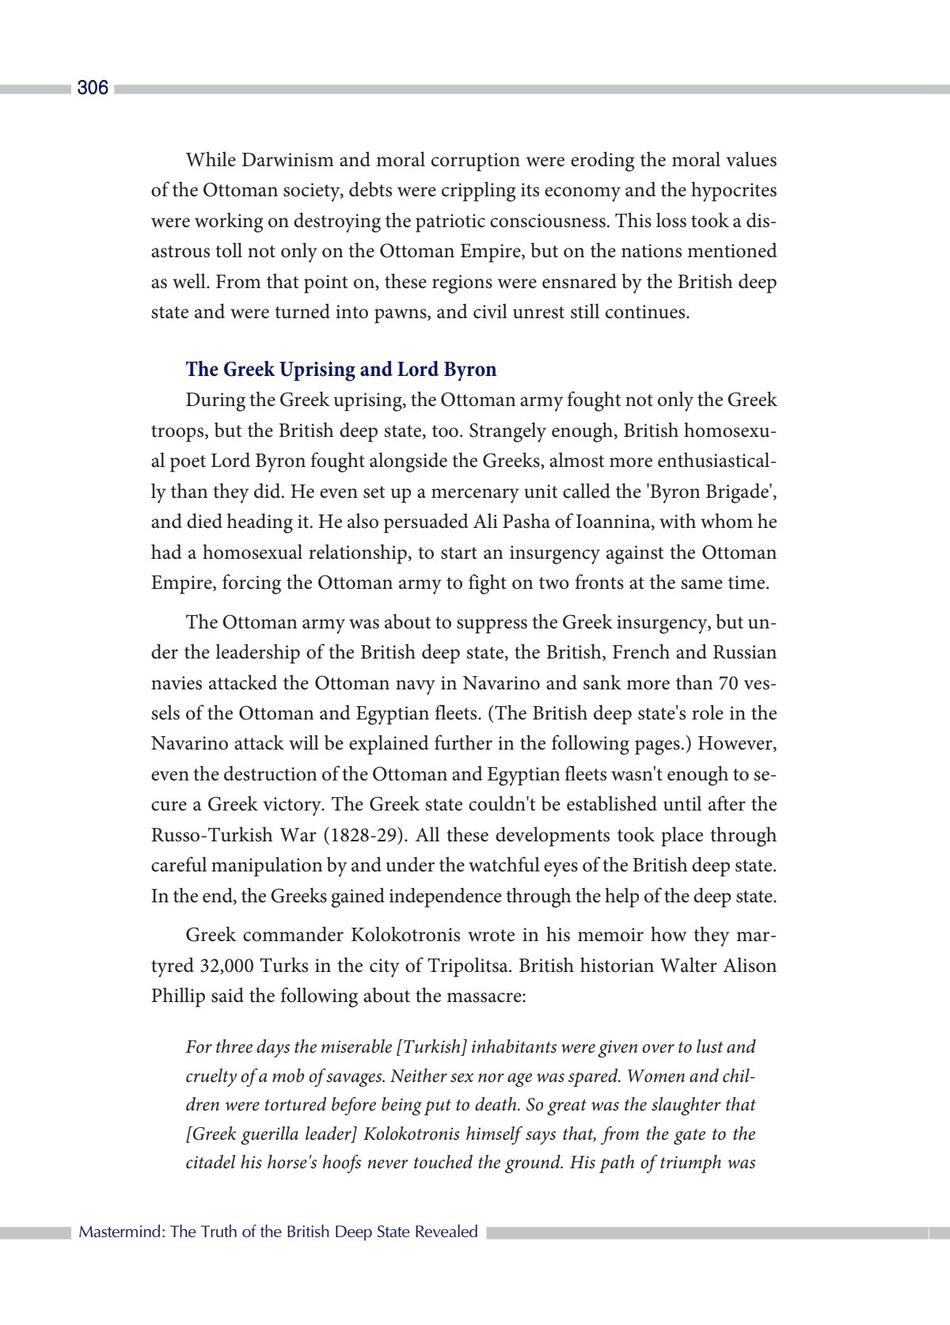 306
While Darwinism and moral corruption were eroding the moral values
of the Ottoman society, debts were crippling its economy and the hypocrites
were working on destroying the patriotic consciousness. This loss took a dis-
astrous toll not only on the Ottoman Empire, but on the nations mentioned
as well. From that point on, these regions were ensnared by the British deep
state and were turned into pawns, and civil unrest still continues.
The Greek Uprising and Lord Byron
During the Greek uprising, the Ottoman army fought not only the Greek
troops, but the British deep state, too. Strangely enough, British homosexu-
al poet Lord Byron fought alongside the Greeks, almost more enthusiastical-
ly than they did. He even set up a mercenary unit called the 'Byron Brigade',
and died heading it. He also persuaded Ali Pasha of Ioannina, with whom he
had a homosexual relationship, to start an insurgency against the Ottoman
Empire, forcing the Ottoman army to fight on two fronts at the same time.
The Ottoman army was about to suppress the Greek insurgency, but un-
der the leadership of the British deep state, the British, French and Russian
navies attacked the Ottoman navy in Navarino and sank more than 70 ves-
sels of the Ottoman and Egyptian fleets. (The British deep state's role in the
Navarino attack will be explained further in the following pages.) However,
even the destruction of the Ottoman and Egyptian fleets wasn't enough to se-
cure a Greek victory. The Greek state couldn't be established until after the
Russo-Turkish War (1828-29). All these developments took place through
careful manipulation by and under the watchful eyes of the British deep state.
In the end, the Greeks gained independence through the help of the deep state.
Greek commander Kolokotronis wrote in his memoir how they mar-
tyred 32,000 Turks in the city of Tripolitsa. British historian Walter Alison
Phillip said the following about the massacre:
For three days the miserable [Turkish] inhabitants were given over to lust and
cruelty of a mob of savages. Neither sex nor age was spared. Women and chil-
dren were tortured before being put to death. So great was the slaughter that
[Greek guerilla leader] Kolokotronis himself says that, from the gate to the
citadel his horse's hoofs never touched the ground. His path of triumph was
Mastermind: The Truth of the British Deep State Revealed